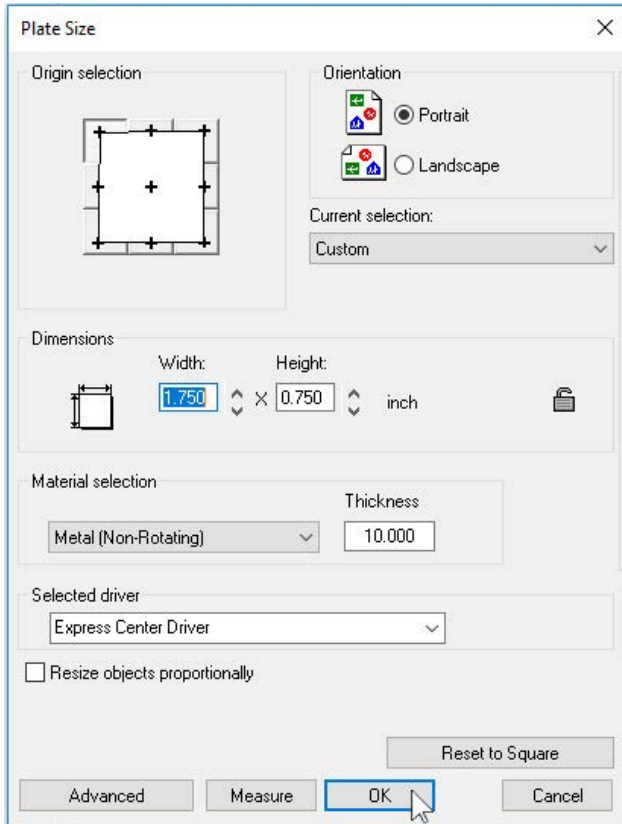 Plate Size
Origin selection
Orientation
Portrait
Landscape
Current selection:
Custom
Dimensions
Width: Height:
1.750 X 0.750 inch
Material selection
Thickness
Metal (Non-Rotating) 10.000
Selected driver
Express Center Driver
Resize objects proportionally
Reset to Square
Advanced Measure OK Cancel